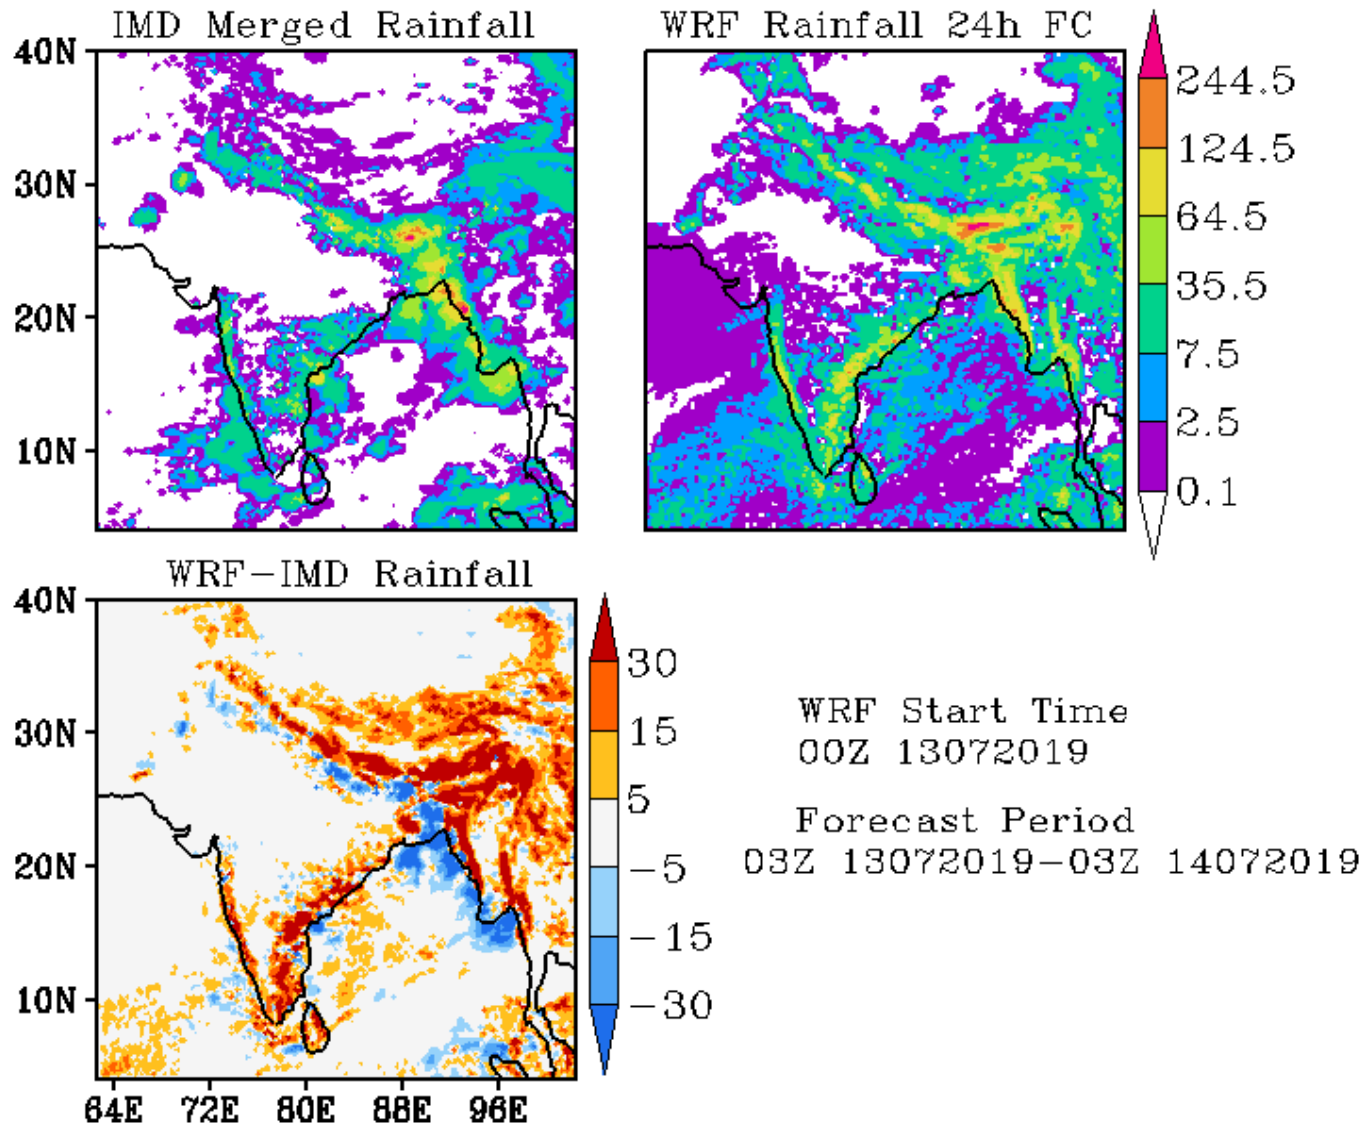 IMD Merged Rainfall
WRF Rainfall 24h FC
40N
30N
20N
10N
244.5
124.5
64.5
35.5
7.5
2.5
0.1
WRF-IMD Rainfall
40N
30N
20N
10N
64E 72E 80E 88E 96E
30
15
5
-5
-15
-30
WRF Start Time
00Z 13072019
Forecast Period
03Z 13072019-03Z 14072019